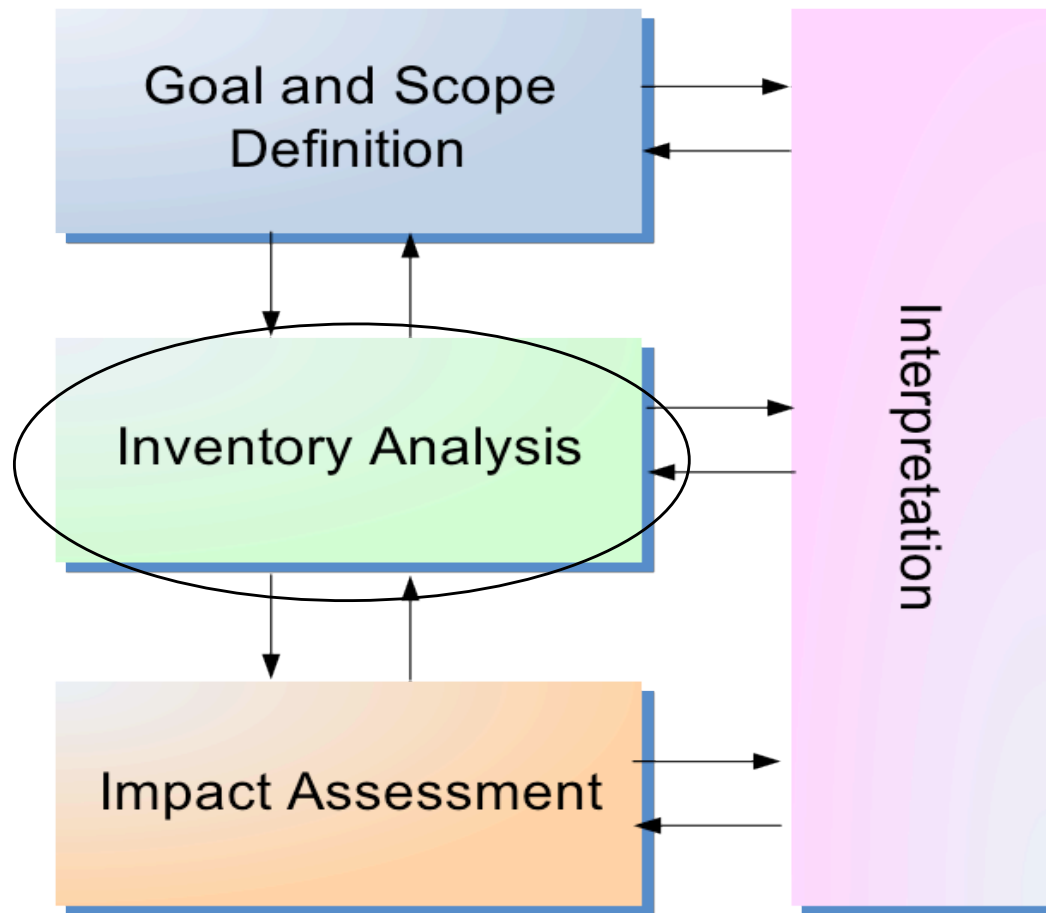 Goal and Scope
Definition
Inventory Analysis
Interpretation
Impact Assessment